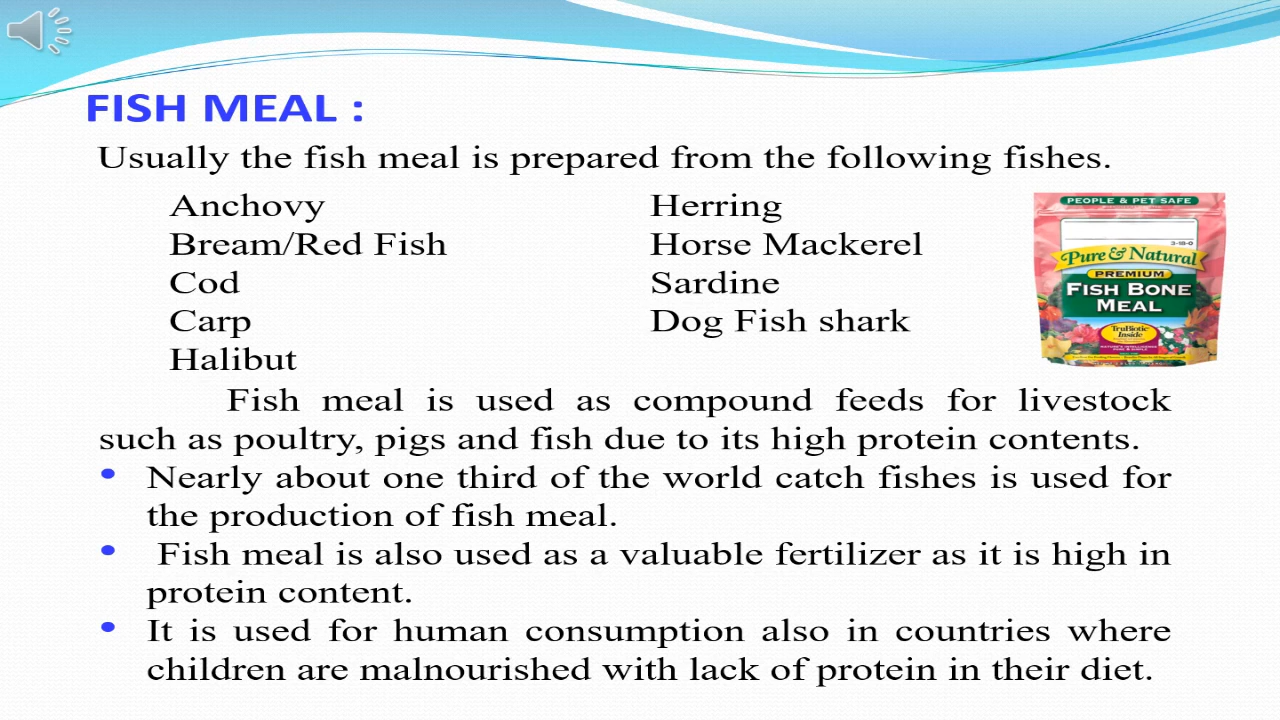 FISH MEAL :
Usually the fish meal is prepared from the following fishes.
Anchovy
Bream/Red Fish
Cod
Carp
Halibut
Herring
Horse Mackerel
Sardine
Dog Fish shark
PEOPLE & PET SAFE
3-18-0
Pure & Natural
PREMIUM
FISH BONE
MEAL
TruBiotic
Inside
Fish meal is used as compound feeds for livestock
such as poultry, pigs and fish due to its high protein contents.
• Nearly about one third of the world catch fishes is used for
the production of fish meal.
• Fish meal is also used as a valuable fertilizer as it is high in
protein content.
• It is used for human consumption also in countries where
children are malnourished with lack of protein in their diet.